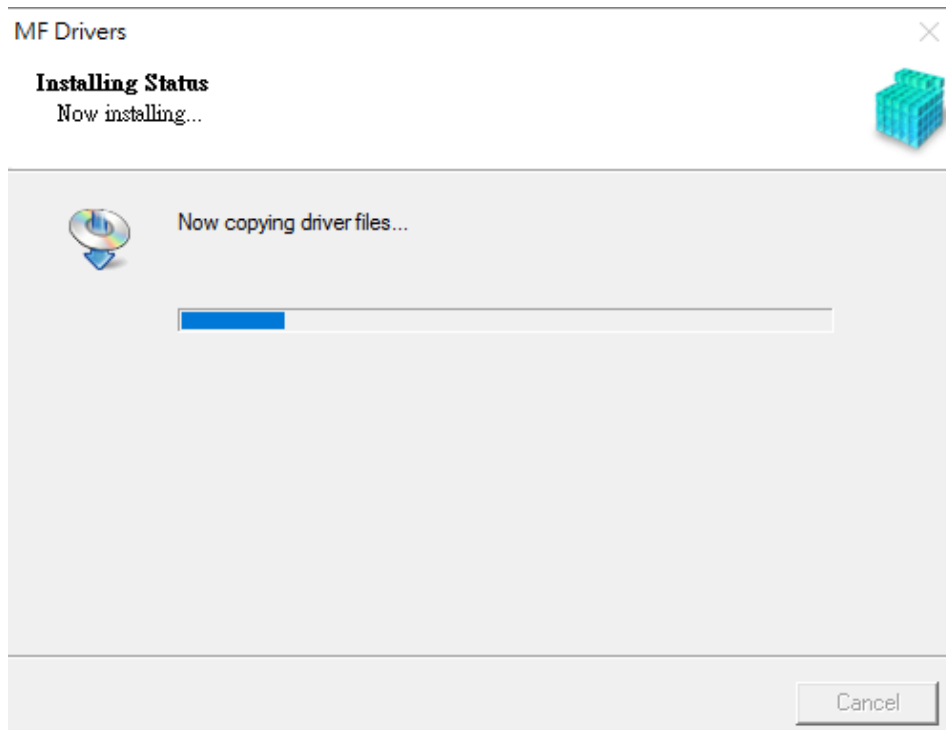 MF Drivers
Installing Status
Now installing...
Now copying driver files...
Cancel